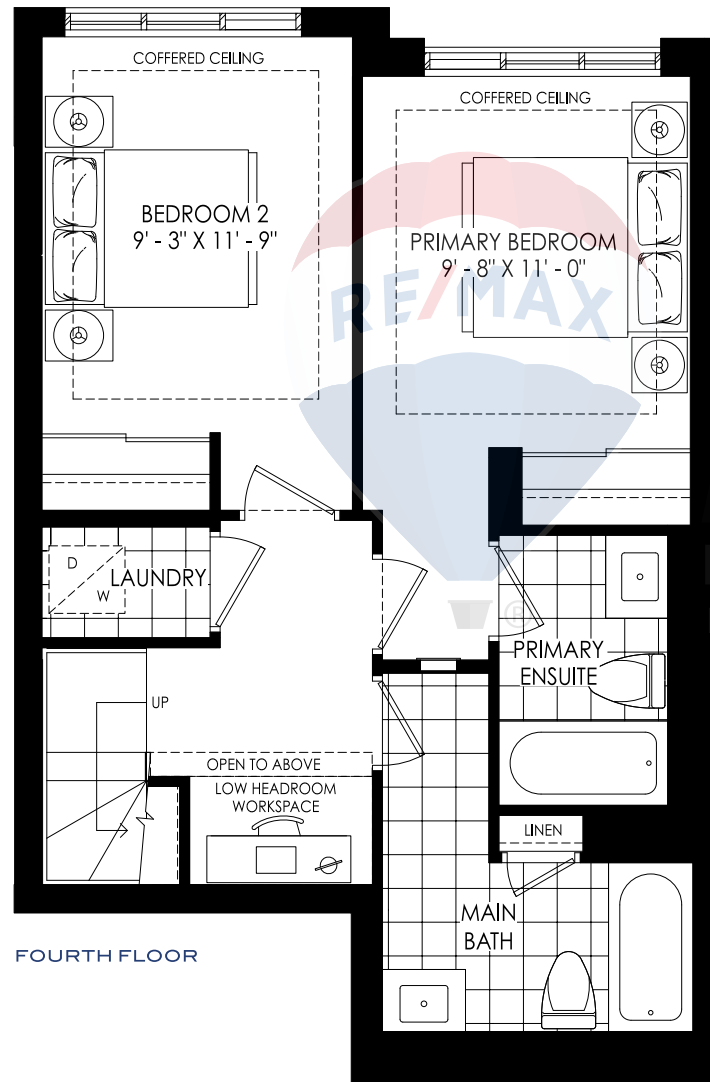 COFFERED CEILING
COFFERED CEILING
BEDROOM 2
9' - 3" X 11' - 9"
PRIMARY BEDROOM
9' - 8" X 11' - 0"
RE/MAX
®
D
W
LAUNDRY
PRIMARY
ENSUITE
UP
OPEN TO ABOVE
LOW HEADROOM
WORKSPACE
LINEN
MAIN
BATH
FOURTH FLOOR